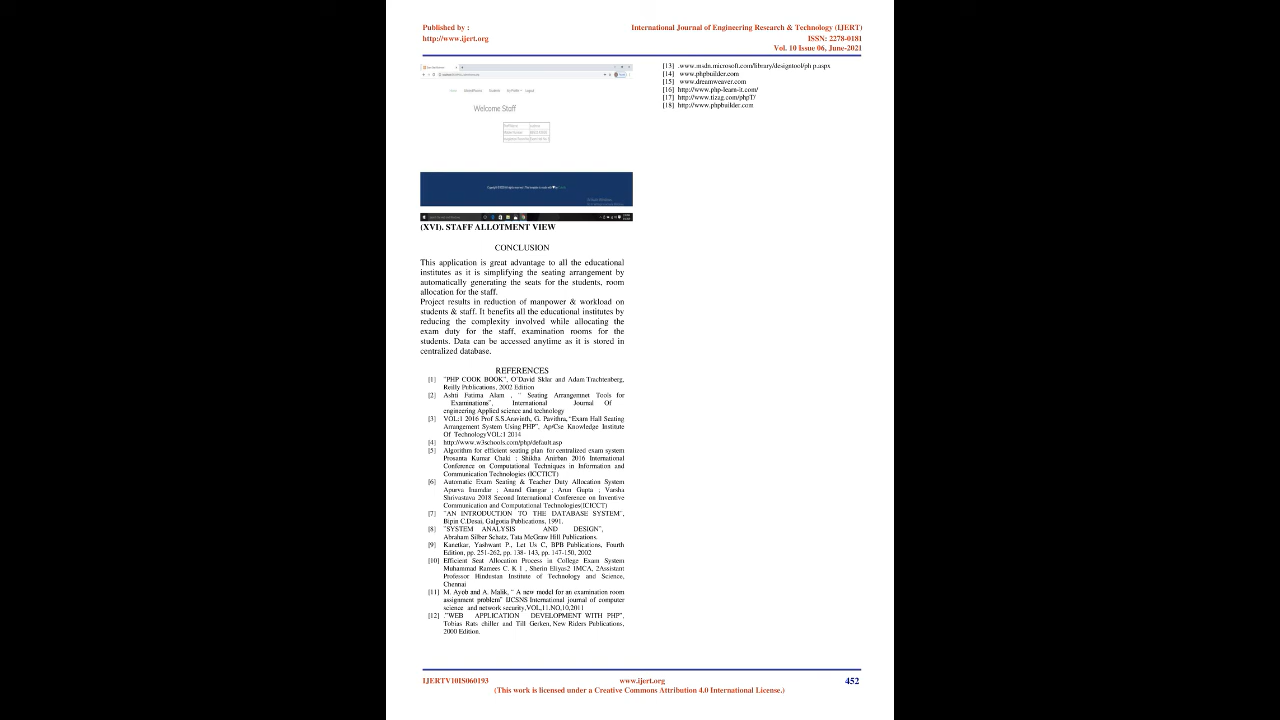 Published by :
http://www.ijert.org
International Journal of Engineering Research & Technology (IJERT)
ISSN: 2278-0181
Vol. 10 Issue 06, June-2021
Welcome Staff
(XVI). STAFF ALLOTMENT VIEW
CONCLUSION
This application is great advantage to all the educational
institutes as it is simplifying the seating arrangement by
automatically generating the seats for the students, room
allocation for the staff.
Project results in reduction of manpower & workload on
students & staff. It benefits all the educational institutes by
reducing the complexity involved while allocating the
exam duty for the staff, examination rooms for the
students. Data can be accessed anytime as it is stored in
centralized database.
REFERENCES
[1] "PHP COOK BOOK", O'David Sklar and Adam Trachtenberg,
Reilly Publications, 2002 Edition
[2] Ashti Fatima Alam , " Seating Arrangemnet Tools for
Examinations", International Journal Of
engineering Applied science and technology
[3] VOL:1 2016 Prof S.S.Aravinth, G. Pavithra, "Exam Hall Seating
Arrangement System Using PHP", Ap/Cse Knowledge Institute
Of TechnologyVOL:1 2014
[4] http://www.w3schools.com/php/default.asp
[5] Algorithm for efficient seating plan for centralized exam system
Prosanta Kumar Chaki ; Shikha Anirban 2016 International
Conference on Computational Techniques in Information and
Communication Technologies (ICCTICT)
[6] Automatic Exam Seating & Teacher Duty Allocation System
Apurva Inamdar ; Anand Gangar ; Arun Gupta ; Varsha
Shrivastava 2018 Second International Conference on Inventive
Communication and Computational Technologies(ICICCT)
[7] "AN INTRODUCTION TO THE DATABASE SYSTEM",
Bipin C.Desai, Galgotia Publications, 1991.
[8] "SYSTEM ANALYSIS AND DESIGN",
Abraham Silber Schatz, Tata McGraw Hill Publications.
[9] Kanetkar, Yashwant P., Let Us C, BPB Publications, Fourth
Edition, pp. 251-262, pp. 138- 143, pp. 147-150, 2002
[10] Efficient Seat Allocation Process in College Exam System
Muhammad Ramees C. K 1 , Sherin Eliyas2 1MCA, 2Assistant
Professor Hindustan Institute of Technology and Science,
Chennai
[11] M. Ayob and A. Malik, " A new model for an examination room
assignment problem" IJCSNS International journal of computer
science and network security,VOL.11.NO,10,2011
[12] ,"WEB APPLICATION DEVELOPMENT WITH PHP",
Tobias Rats chiller and Till Gerken, New Riders Publications,
2000 Edition.
[13] .www.msdn.microsoft.com/library/designtool/php.aspx
[14] www.phpbuilder.com
[15] www.dreamweaver.com
[16] http://www.php-learn-it.com/
[17] http://www.tizag.com/phpT/
[18] http://www.phpbuilder.com
IJERTV10IS060193
www.ijert.org
452
(This work is licensed under a Creative Commons Attribution 4.0 International License.)